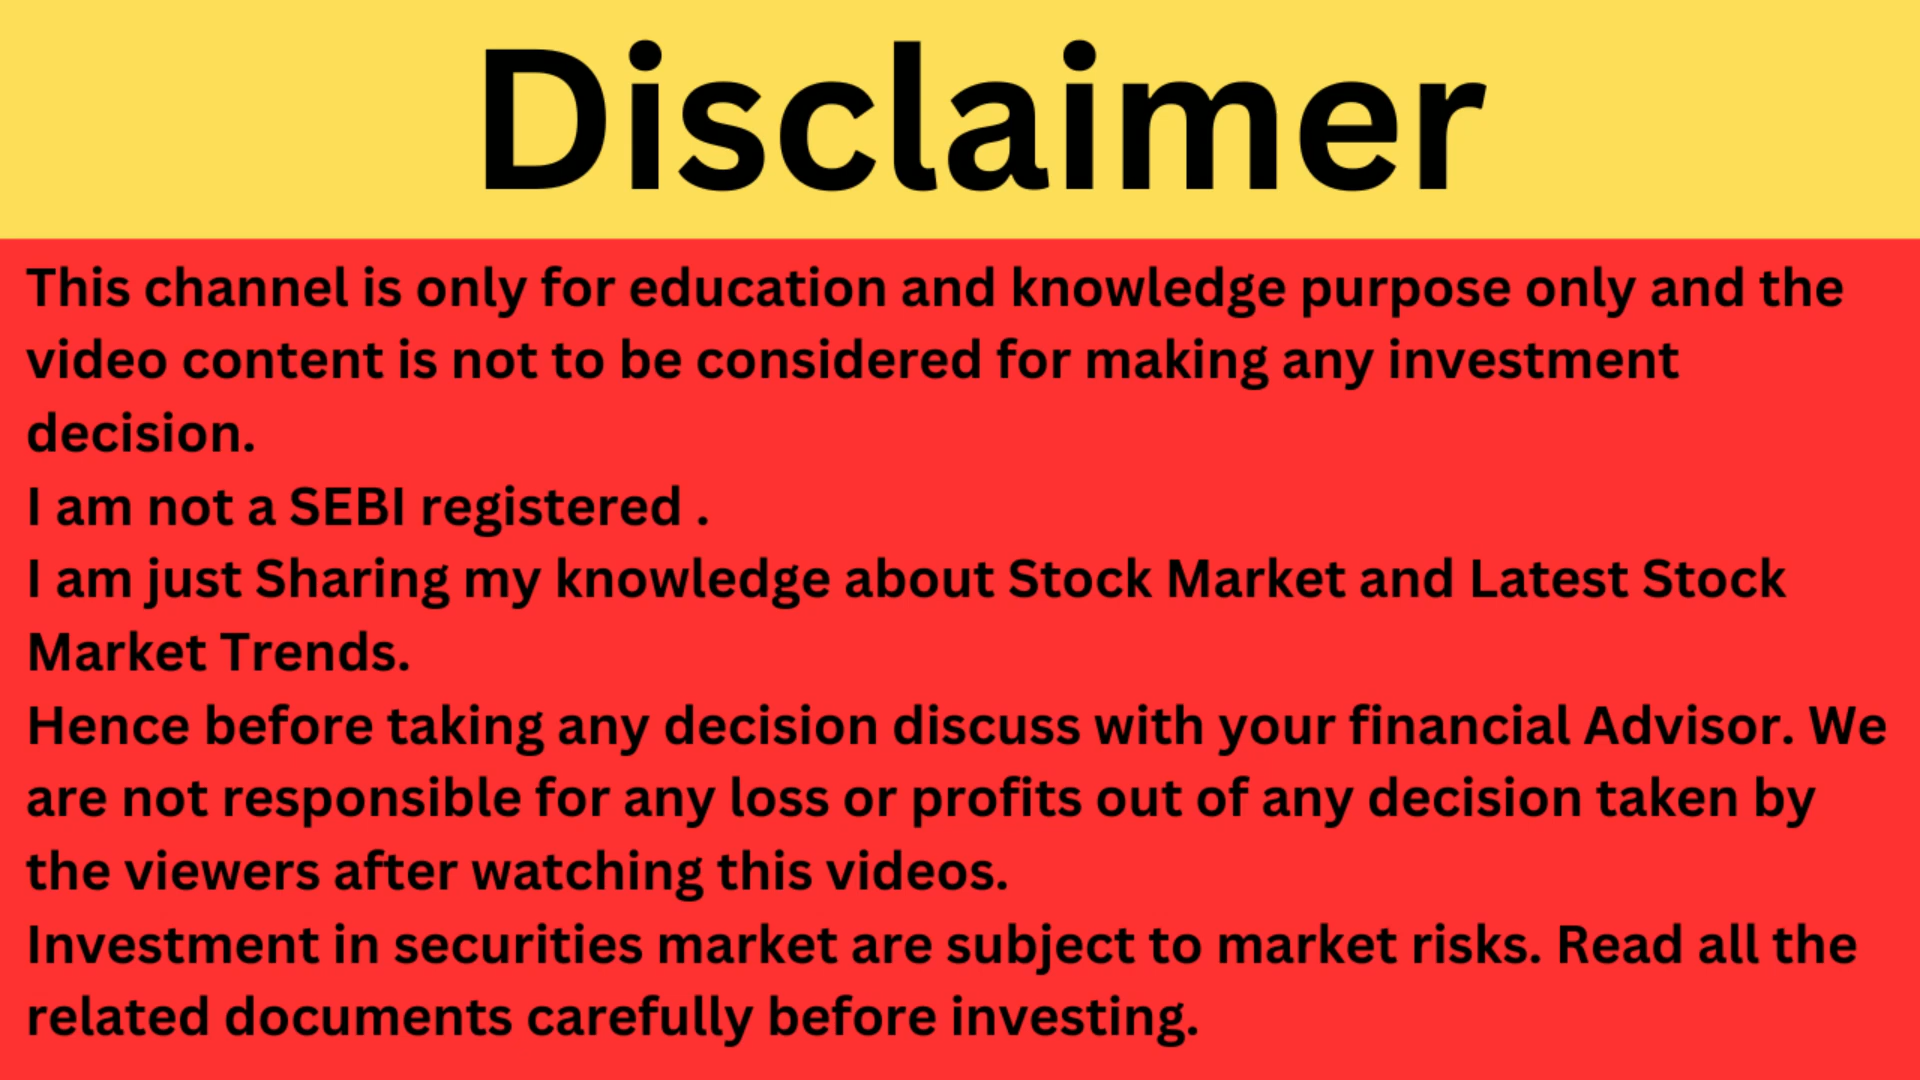 Disclaimer
This channel is only for education and knowledge purpose only and the
video content is not to be considered for making any investment
decision.
I am not a SEBI registered .
I am just Sharing my knowledge about Stock Market and Latest Stock
Market Trends.
Hence before taking any decision discuss with your financial Advisor. We
are not responsible for any loss or profits out of any decision taken by
the viewers after watching this videos.
Investment in securities market are subject to market risks. Read all the
related documents carefully before investing.